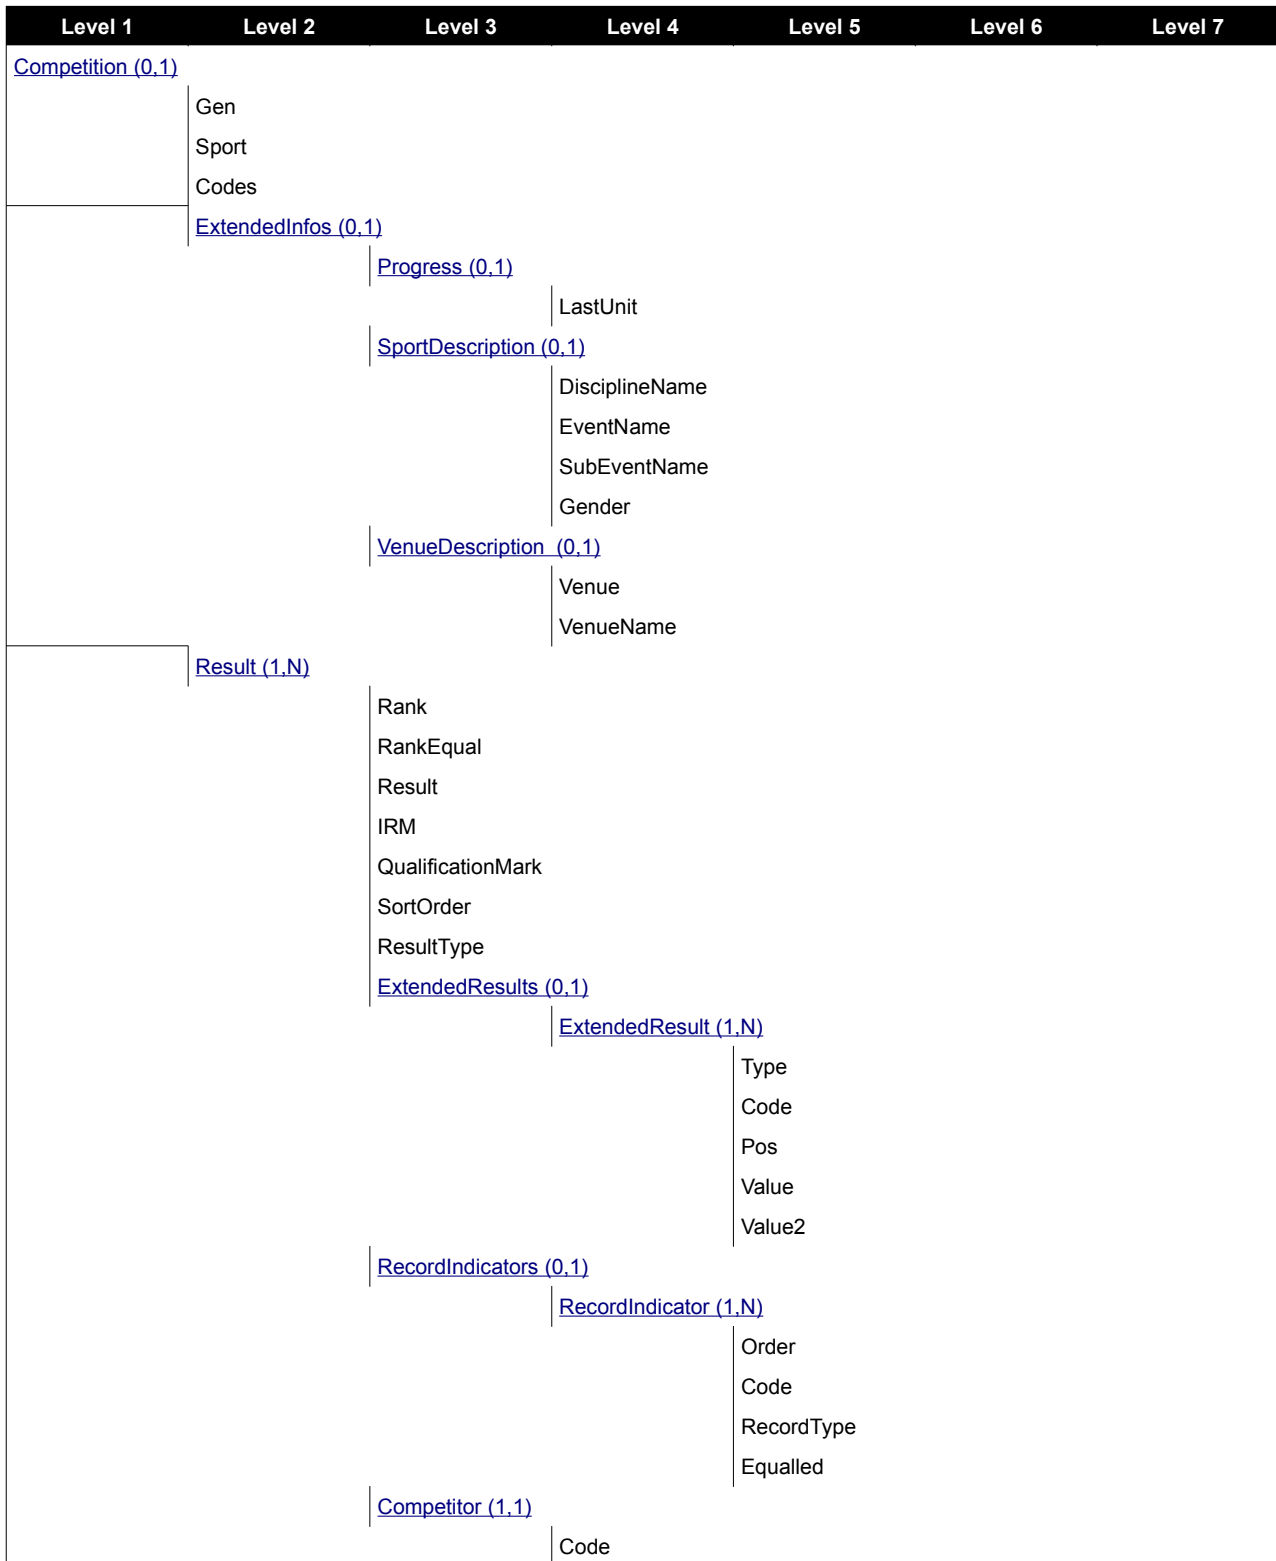 Level 1 Level 2 Level 3 Level 4 Level 5 Level 6 Level 7
Competition (0,1)
Gen
Sport
Codes
ExtendedInfos (0,1)
Progress (0,1)
LastUnit
SportDescription (0,1)
DisciplineName
EventName
SubEventName
Gender
VenueDescription (0,1)
Venue
VenueName
Result (1,N)
Rank
RankEqual
Result
IRM
QualificationMark
SortOrder
ResultType
ExtendedResults (0,1)
ExtendedResult (1,N)
Type
Code
Pos
Value
Value2
RecordIndicators (0,1)
RecordIndicator (1,N)
Order
Code
RecordType
Equalled
Competitor (1,1)
Code